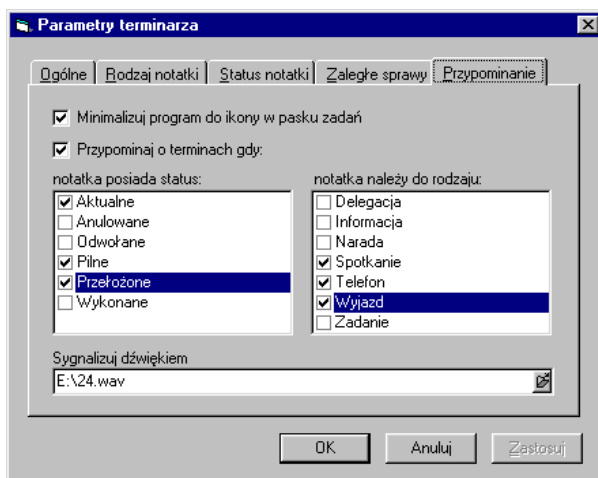 Parametry terminarza
Ogólne Rodzaj notatki Status notatki Zaległe sprawy Przypominanie
Minimalizuj program do ikony w pasku zadań
Przypominaj o terminach gdy:
notatka posiada status:
Aktualne
Anulowane
Odwołane
Pilne
Przełożone
Wykonane
notatka należy do rodzaju:
Delegacja
Informacja
Narada
Spotkanie
Telefon
Wyjazd
Zadanie
Sygnalizuj dźwiękiem
E:\24.wav
OK Anuluj Zastosuj